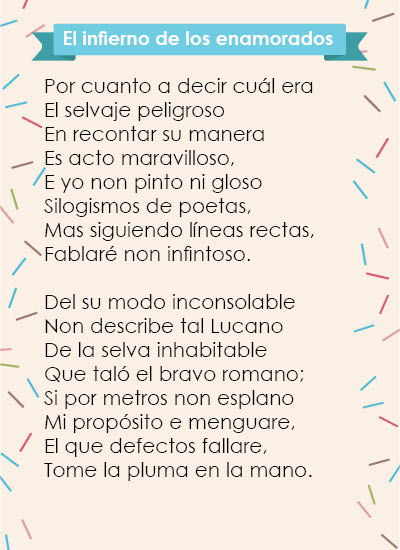 El infierno de los enamorados
Por cuanto a decir cuál era
El selvaje peligroso
En recontar su manera
Es acto maravilloso,
E yo non pinto ni gloso
Silogismos de poetas,
Mas siguiendo líneas rectas,
Fablaré non infintoso.
Del su modo inconsolable
Non describe tal Lucano
De la selva inhabitable
Que taló el bravo romano;
Si por metros non esplano
Mi propósito e menguare,
El que defectos fallare,
Tome la pluma en la mano.